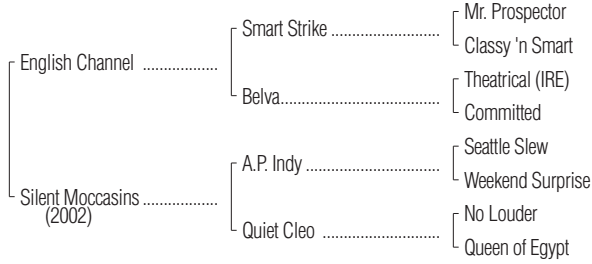 Mr. Prospector
Smart Strike ........................
Classy 'n Smart
English Channel ..................
Theatrical (IRE)
Belva...................................
Committed
Seattle Slew
A.P. Indy .............................
Weekend Surprise
Silent Moccasins ..................
(2002)
No Louder
Quiet Cleo ..........................
Queen of Egypt